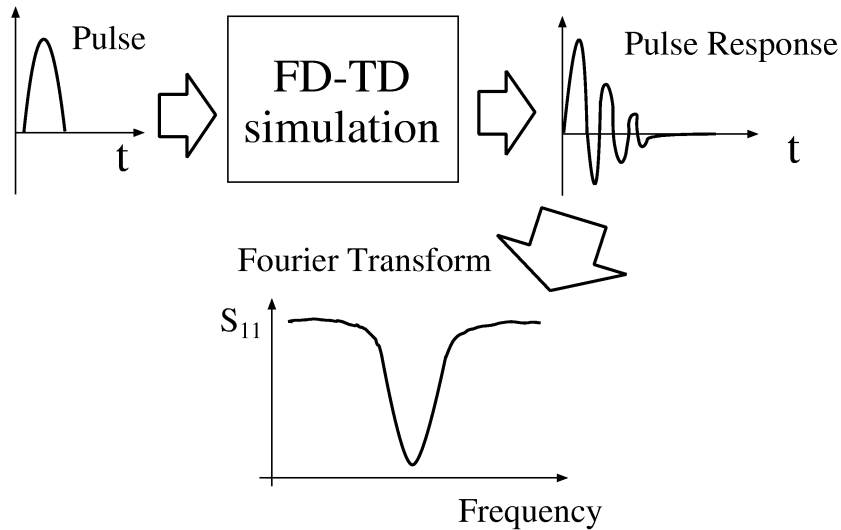 Pulse
t
FD-TD
simulation
Pulse Response
t
Fourier Transform
S₁₁
Frequency